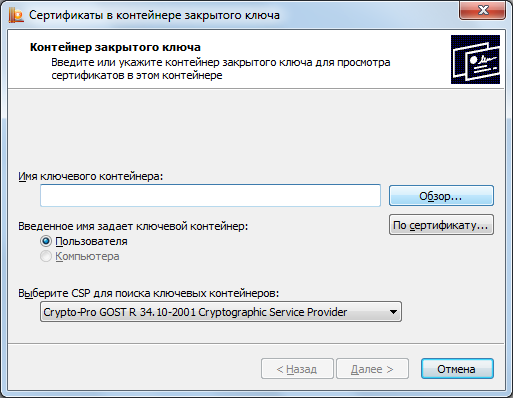 Сертификаты в контейнере закрытого ключа
Контейнер закрытого ключа
Введите или укажите контейнер закрытого ключа для просмотра
сертификатов в этом контейнере
Имя ключевого контейнера:
Обзор...
Введенное имя задает ключевой контейнер:
По сертификату...
Пользователя
Компьютера
Выберите CSP для поиска ключевых контейнеров:
Crypto-Pro GOST R 34.10-2001 Cryptographic Service Provider
< Назад
Далее >
Отмена